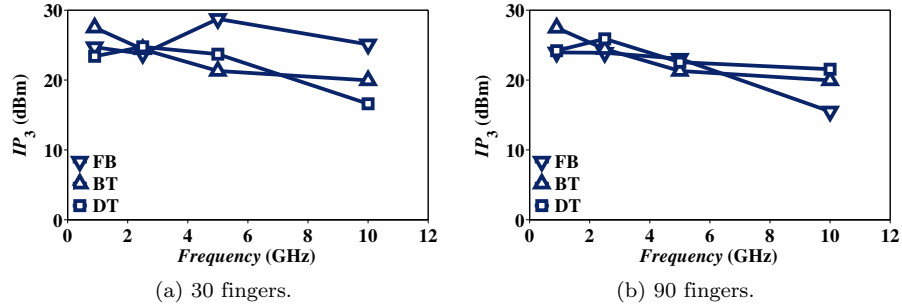 30
20
10
0
IP3 (dBm)
FB
BT
DT
0 2 4 6 8 10 12
Frequency (GHz)
(a) 30 fingers.
30
20
10
0
IP3 (dBm)
FB
BT
DT
0 2 4 6 8 10 12
Frequency (GHz)
(b) 90 fingers.